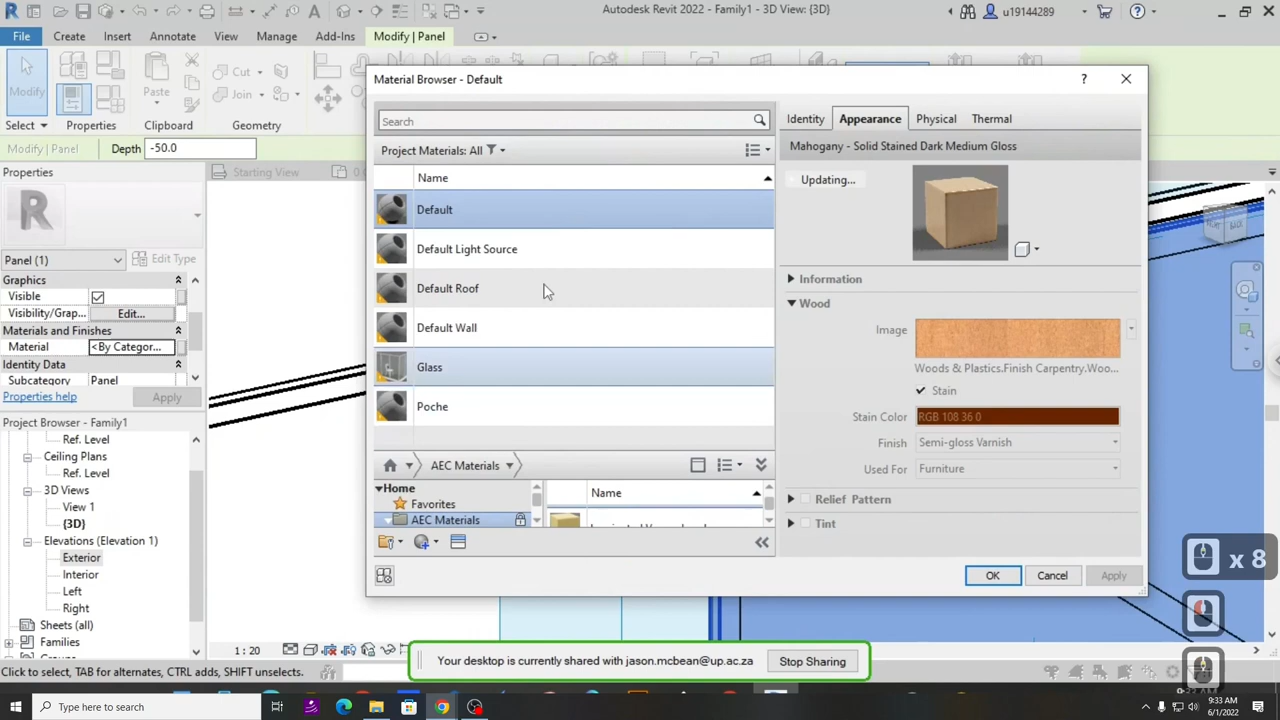 Autodesk Revit 2022 - Family1 - 3D View: {3D}
u19144289
File Create Insert Annotate View Manage Add-Ins Modify | Panel
Modify
Paste
Cut
Join
Select Properties Clipboard Geometry
Modify | Panel Depth -50.0
Properties
Starting View
R
Panel (1) Edit Type
Graphics
Visible
Visibility/Grap... Edit...
Materials and Finishes
Material <By Categor...
Identity Data
Subcategory Panel
Properties help Apply
Project Browser - Family1
Ref. Level
Ceiling Plans
Ref. Level
3D Views
View 1
(3D)
Elevations (Elevation 1)
Exterior
Interior
Left
Right
Sheets (all)
Families
Material Browser - Default
Search
Project Materials: All
Name
Default
Default Light Source
Default Roof
Default Wall
Glass
Poche
AEC Materials
Home
Favorites
AEC Materials
Name
Identity Appearance Physical Thermal
Mahogany - Solid Stained Dark Medium Gloss
Updating...
Information
Wood
Image
Woods & Plastics.Finish Carpentry.Woo...
Stain
Stain Color RGB 108 36 0
Finish Semi-gloss Varnish
Used For Furniture
Relief Pattern
Tint
OK Cancel Apply
x 8
1 : 20
Your desktop is currently shared with jason.mcbean@up.ac.za Stop Sharing
Click to select, TAB for alternates, CTRL adds, SHIFT unselects.
Type here to search
9:33 AM
6/1/2022